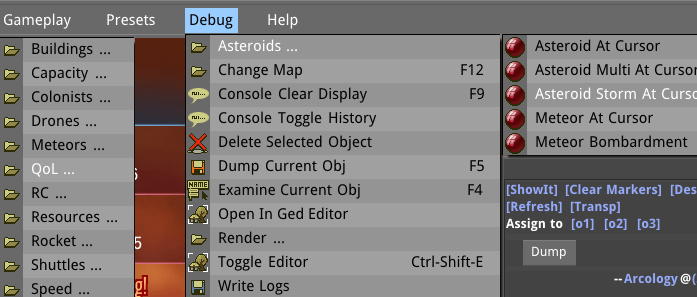 Gameplay Presets Debug Help
Buildings ...
Capacity ...
Colonists ...
Drones ...
Meteors ...
QoL ...
RC ...
Resources ...
Rocket ...
Shuttles ...
Speed ...
Asteroids ...
Change Map F12
Console Clear Display F9
Console Toggle History
Delete Selected Object
Dump Current Obj F5
Examine Current Obj F4
Open In Ged Editor
Render ...
Toggle Editor Ctrl-Shift-E
Write Logs
Asteroid At Cursor
Asteroid Multi At Cursor
Asteroid Storm At Curso
Meteor At Cursor
Meteor Bombardment
[ShowIt] [Clear Markers] [Des
[Refresh] [Transp]
Assign to [o1] [o2] [o3]
Dump
--Arcology@(